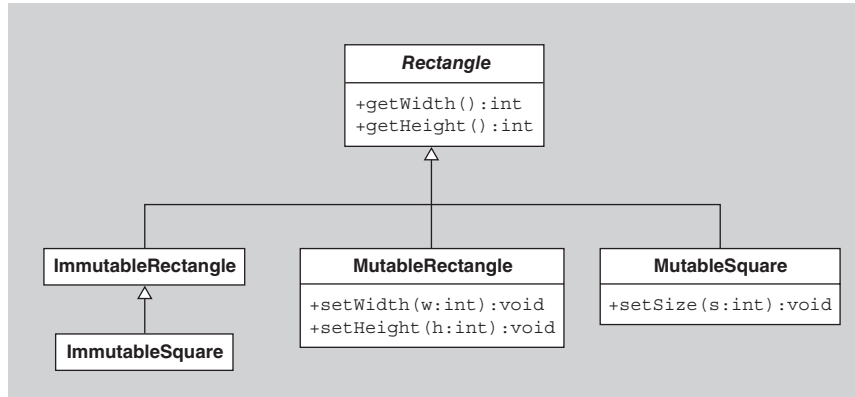 Rectangle
+getWidth():int
+getHeight():int
ImmutableRectangle
ImmutableSquare
MutableRectangle
+setWidth(w:int):void
+setHeight(h:int):void
MutableSquare
+setSize(s:int):void